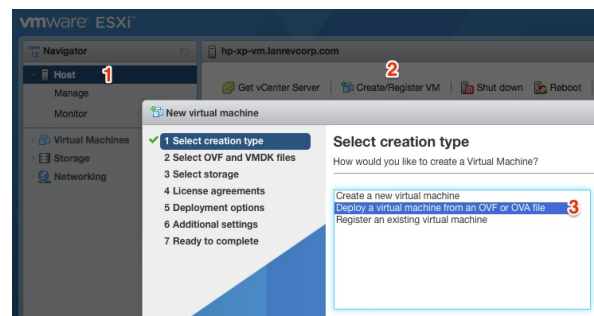 vmware ESXi™
Navigator
hp-xp-vm.lanrevcorp.com
Host
1
2
Manage
Get vCenter Server
Create/Register VM
Shut down
Reboot
Monitor
Virtual Machines
Storage
Networking
New virtual machine
1 Select creation type
2 Select OVF and VMDK files
3 Select storage
4 License agreements
5 Deployment options
6 Additional settings
7 Ready to complete
Select creation type
How would you like to create a Virtual Machine?
Create a new virtual machine
Deploy a virtual machine from an OVF or OVA file
3
Register an existing virtual machine